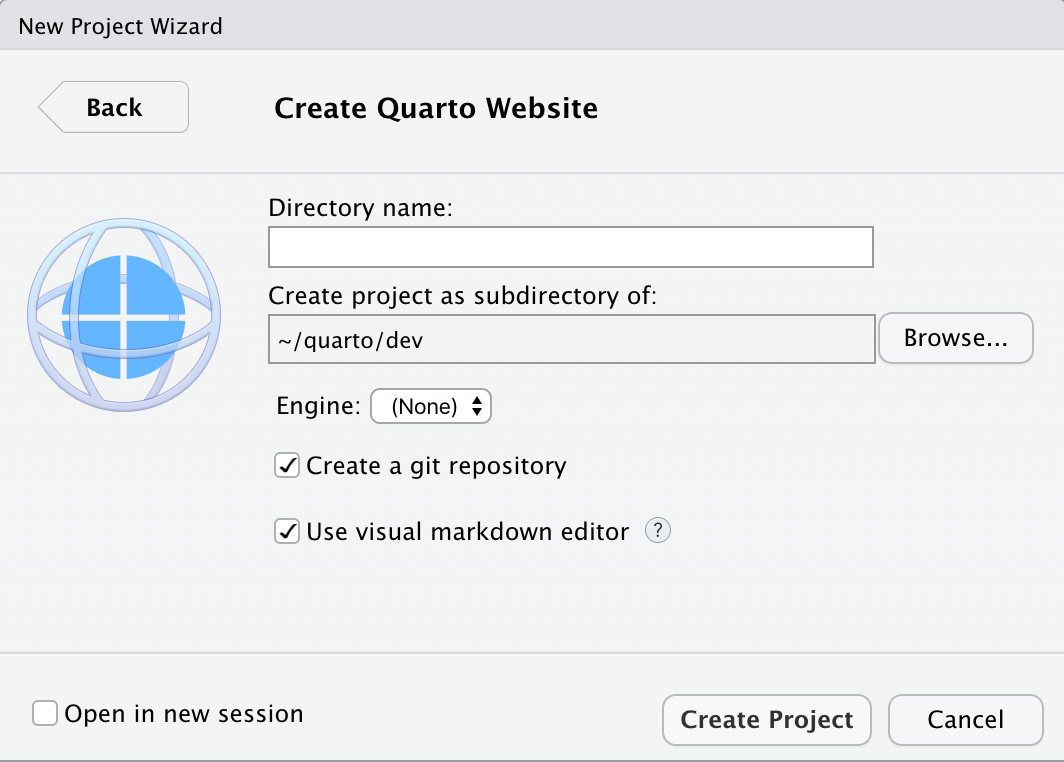 New Project Wizard
Back
Create Quarto Website
Directory name:
Create project as subdirectory of:
~/quarto/dev
Browse...
Engine:
(None)
Create a git repository
Use visual markdown editor
?
Open in new session
Create Project
Cancel